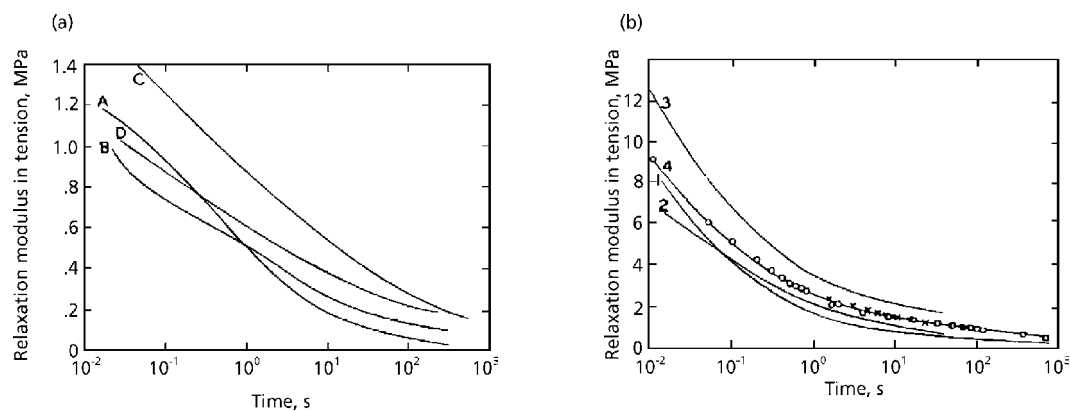 (a)
Relaxation modulus in tension, MPa
1.4
1.2
1.0
.8
.6
.4
.2
0
A
B
C
D
10⁻² 10⁻¹ 10⁰ 10¹ 10² 10³
Time, s
(b)
Relaxation modulus in tension, MPa
12
10
8
6
4
2
0
3
4
1
2
10⁻² 10⁻¹ 10⁰ 10¹ 10² 10³
Time, s